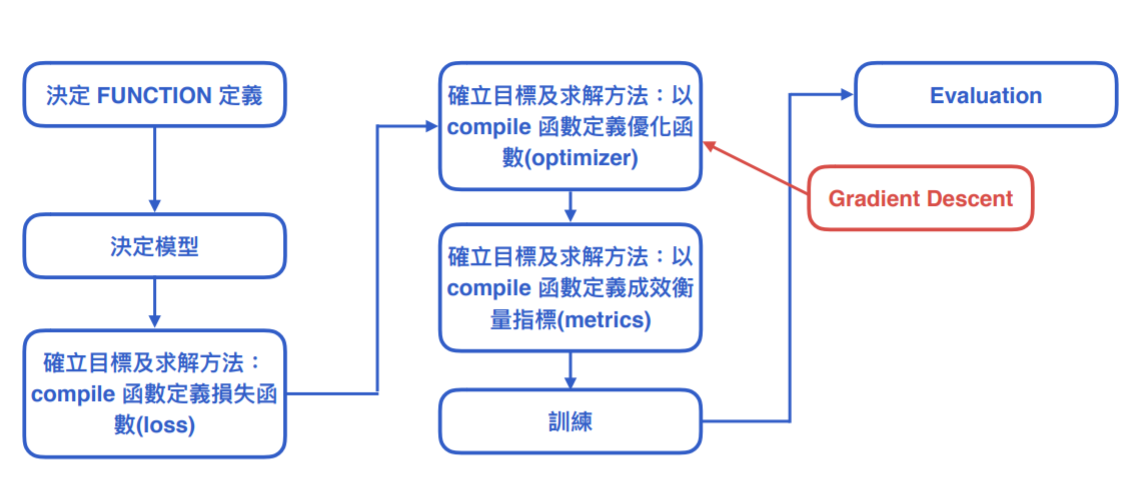 決定 FUNCTION 定義
決定模型
確立目標及求解方法：
compile 函數定義損失函
數(loss)
確立目標及求解方法：以
compile 函數定義優化函
數(optimizer)
確立目標及求解方法：以
compile 函數定義成效衡
量指標(metrics)
訓練
Evaluation
Gradient Descent